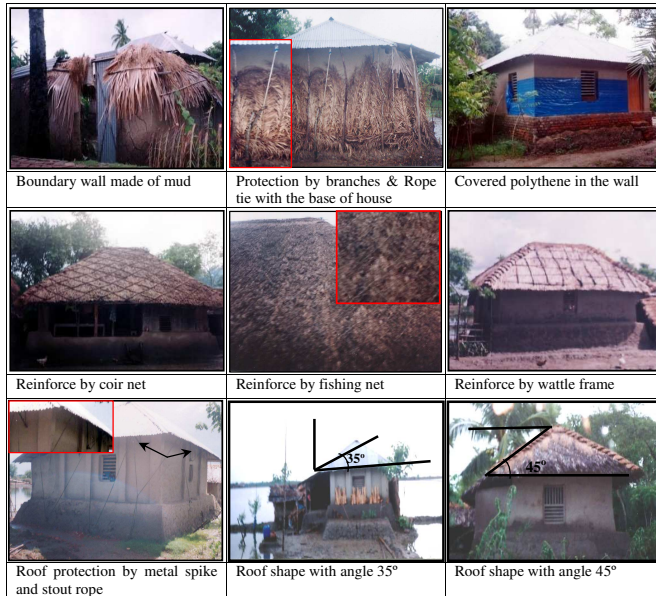 Boundary wall made of mud
Protection by branches & Rope
tie with the base of house
Covered polythene in the wall
Reinforce by coir net
Reinforce by fishing net
Reinforce by wattle frame
35º
45º
Roof protection by metal spike
and stout rope
Roof shape with angle 35º
Roof shape with angle 45º